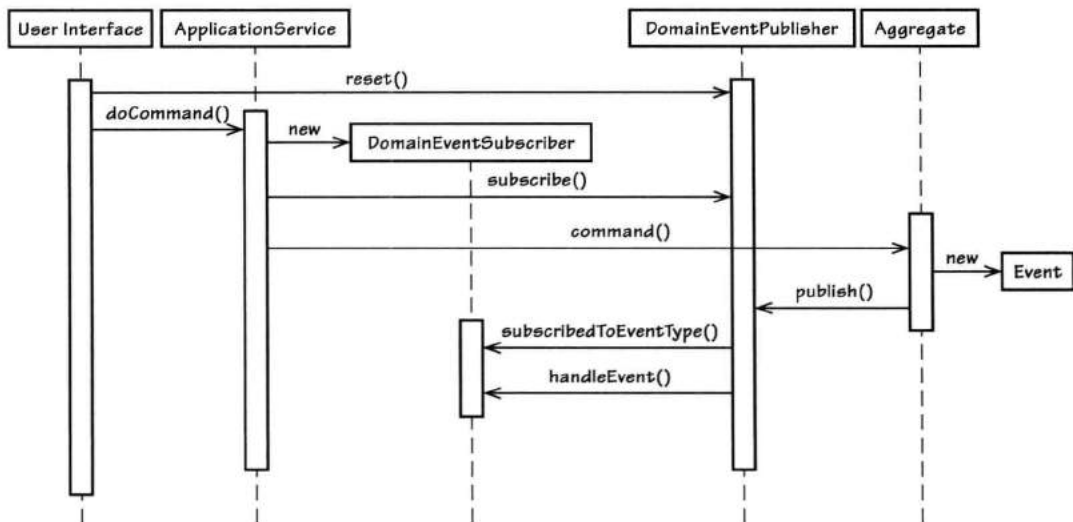 User Interface
ApplicationService
DomainEventPublisher
Aggregate
reset()
doCommand()
new
DomainEventSubscriber
subscribe()
command()
new
Event
publish()
subscribedToEventType()
handleEvent()